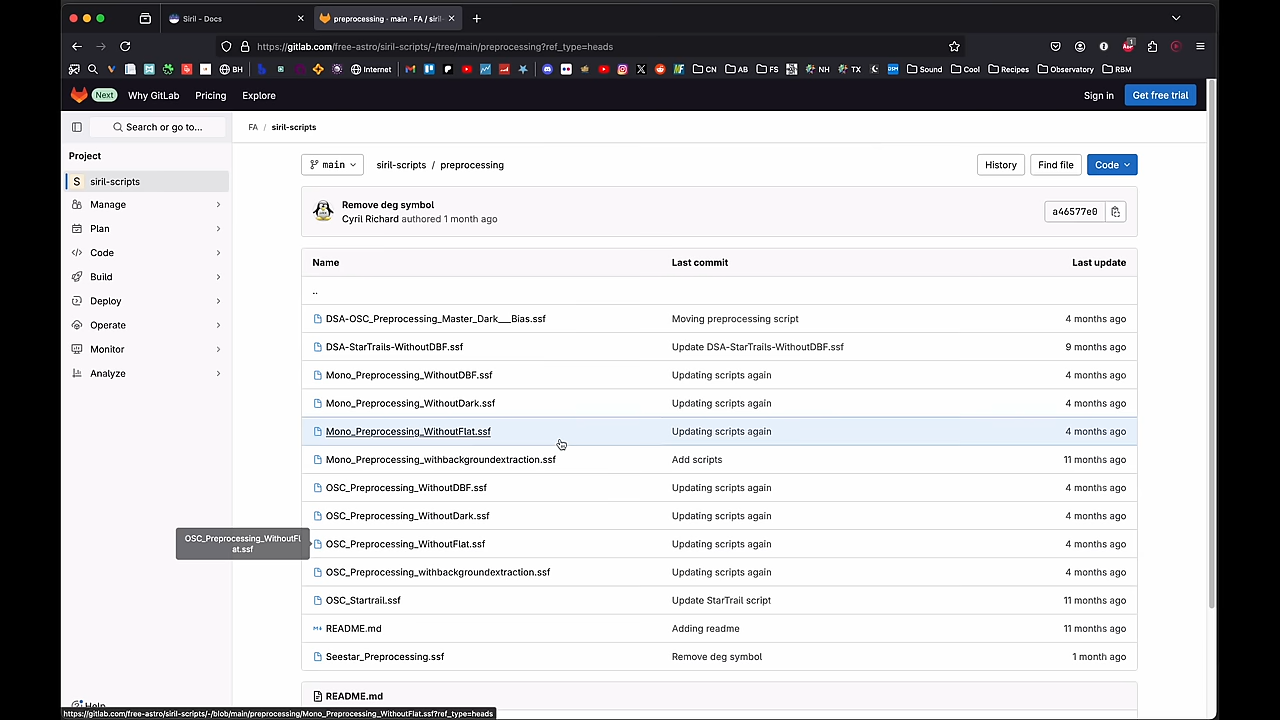 Siril - Docs
preprocessing · main · FA / siril-
https://gitlab.com/free-astro/siril-scripts/-/tree/main/preprocessing?ref_type=heads
1
BH
Internet
CN
AB
FS
NH
TX
Sound
Cool
Recipes
Observatory
RBM
Next
Why GitLab
Pricing
Explore
Sign in
Get free trial
Search or go to...
FA / siril-scripts
Project
S siril-scripts
Manage
Plan
Code
Build
Deploy
Operate
Monitor
Analyze
Help
main
siril-scripts / preprocessing
History
Find file
Code
Remove deg symbol
Cyril Richard authored 1 month ago
a46577e0
Name Last commit Last update
..
DSA-OSC_Preprocessing_Master_Dark___Bias.ssf Moving preprocessing script 4 months ago
DSA-StarTrails-WithoutDBF.ssf Update DSA-StarTrails-WithoutDBF.ssf 9 months ago
Mono_Preprocessing_WithoutDBF.ssf Updating scripts again 4 months ago
Mono_Preprocessing_WithoutDark.ssf Updating scripts again 4 months ago
Mono_Preprocessing_WithoutFlat.ssf Updating scripts again 4 months ago
Mono_Preprocessing_withbackgroundextraction.ssf Add scripts 11 months ago
OSC_Preprocessing_WithoutDBF.ssf Updating scripts again 4 months ago
OSC_Preprocessing_WithoutDark.ssf Updating scripts again 4 months ago
OSC_Preprocessing_WithoutFlat.ssf Updating scripts again 4 months ago
OSC_Preprocessing_withbackgroundextraction.ssf Updating scripts again 4 months ago
OSC_Startrail.ssf Update StarTrail script 11 months ago
README.md Adding readme 11 months ago
Seestar_Preprocessing.ssf Remove deg symbol 1 month ago
OSC_Preprocessing_WithoutFl
at.ssf
README.md
https://gitlab.com/free-astro/siril-scripts/-/blob/main/preprocessing/Mono_Preprocessing_WithoutFlat.ssf?ref_type=heads